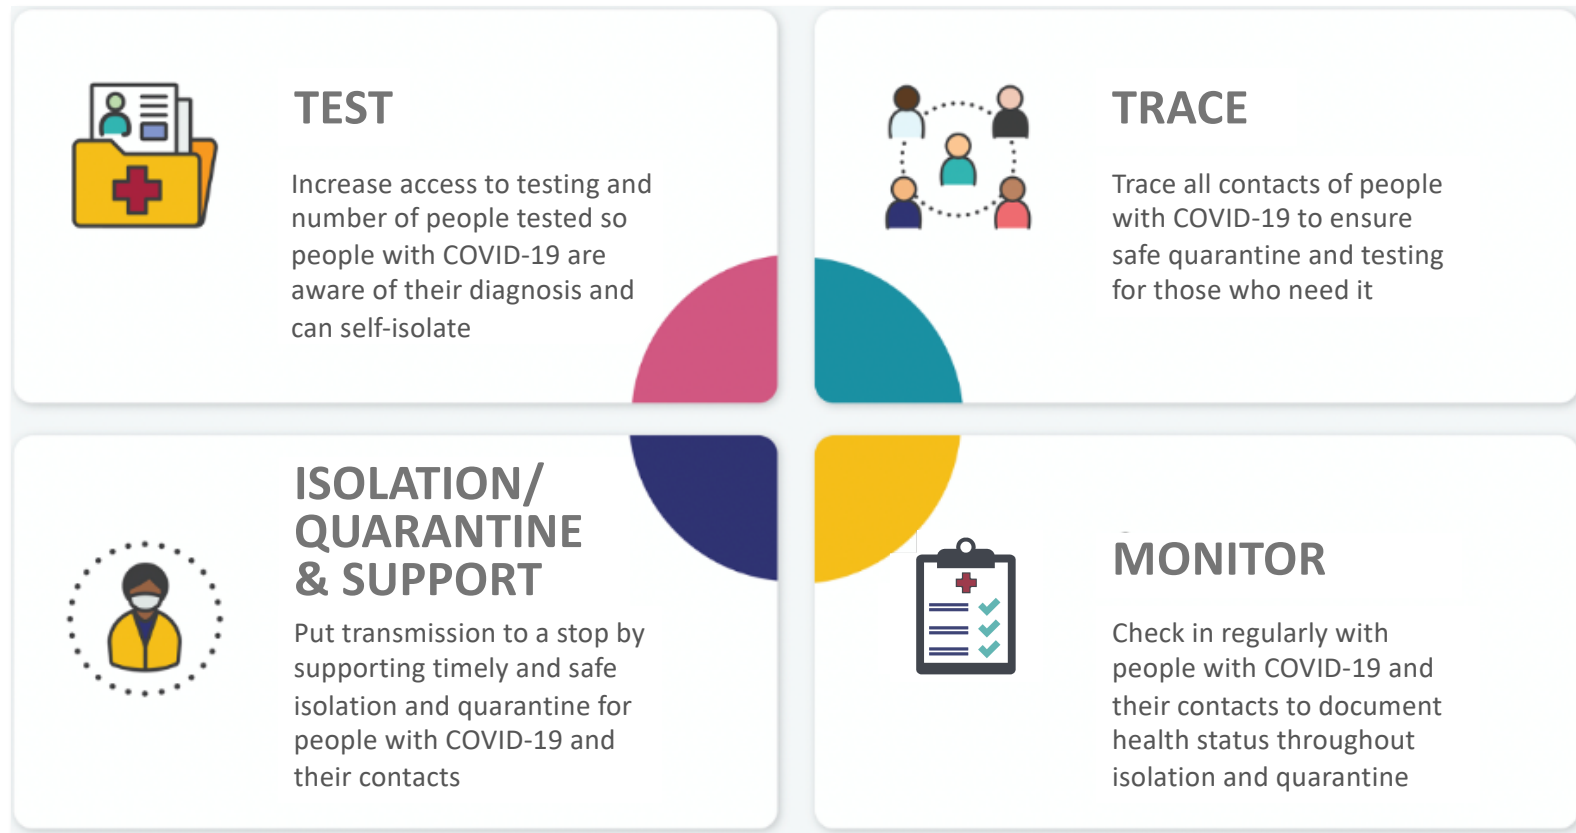 TEST
Increase access to testing and
number of people tested so
people with COVID-19 are
aware of their diagnosis and
can self-isolate
TRACE
Trace all contacts of people
with COVID-19 to ensure
safe quarantine and testing
for those who need it
ISOLATION/
QUARANTINE
& SUPPORT
Put transmission to a stop by
supporting timely and safe
isolation and quarantine for
people with COVID-19 and
their contacts
MONITOR
Check in regularly with
people with COVID-19 and
their contacts to document
health status throughout
isolation and quarantine